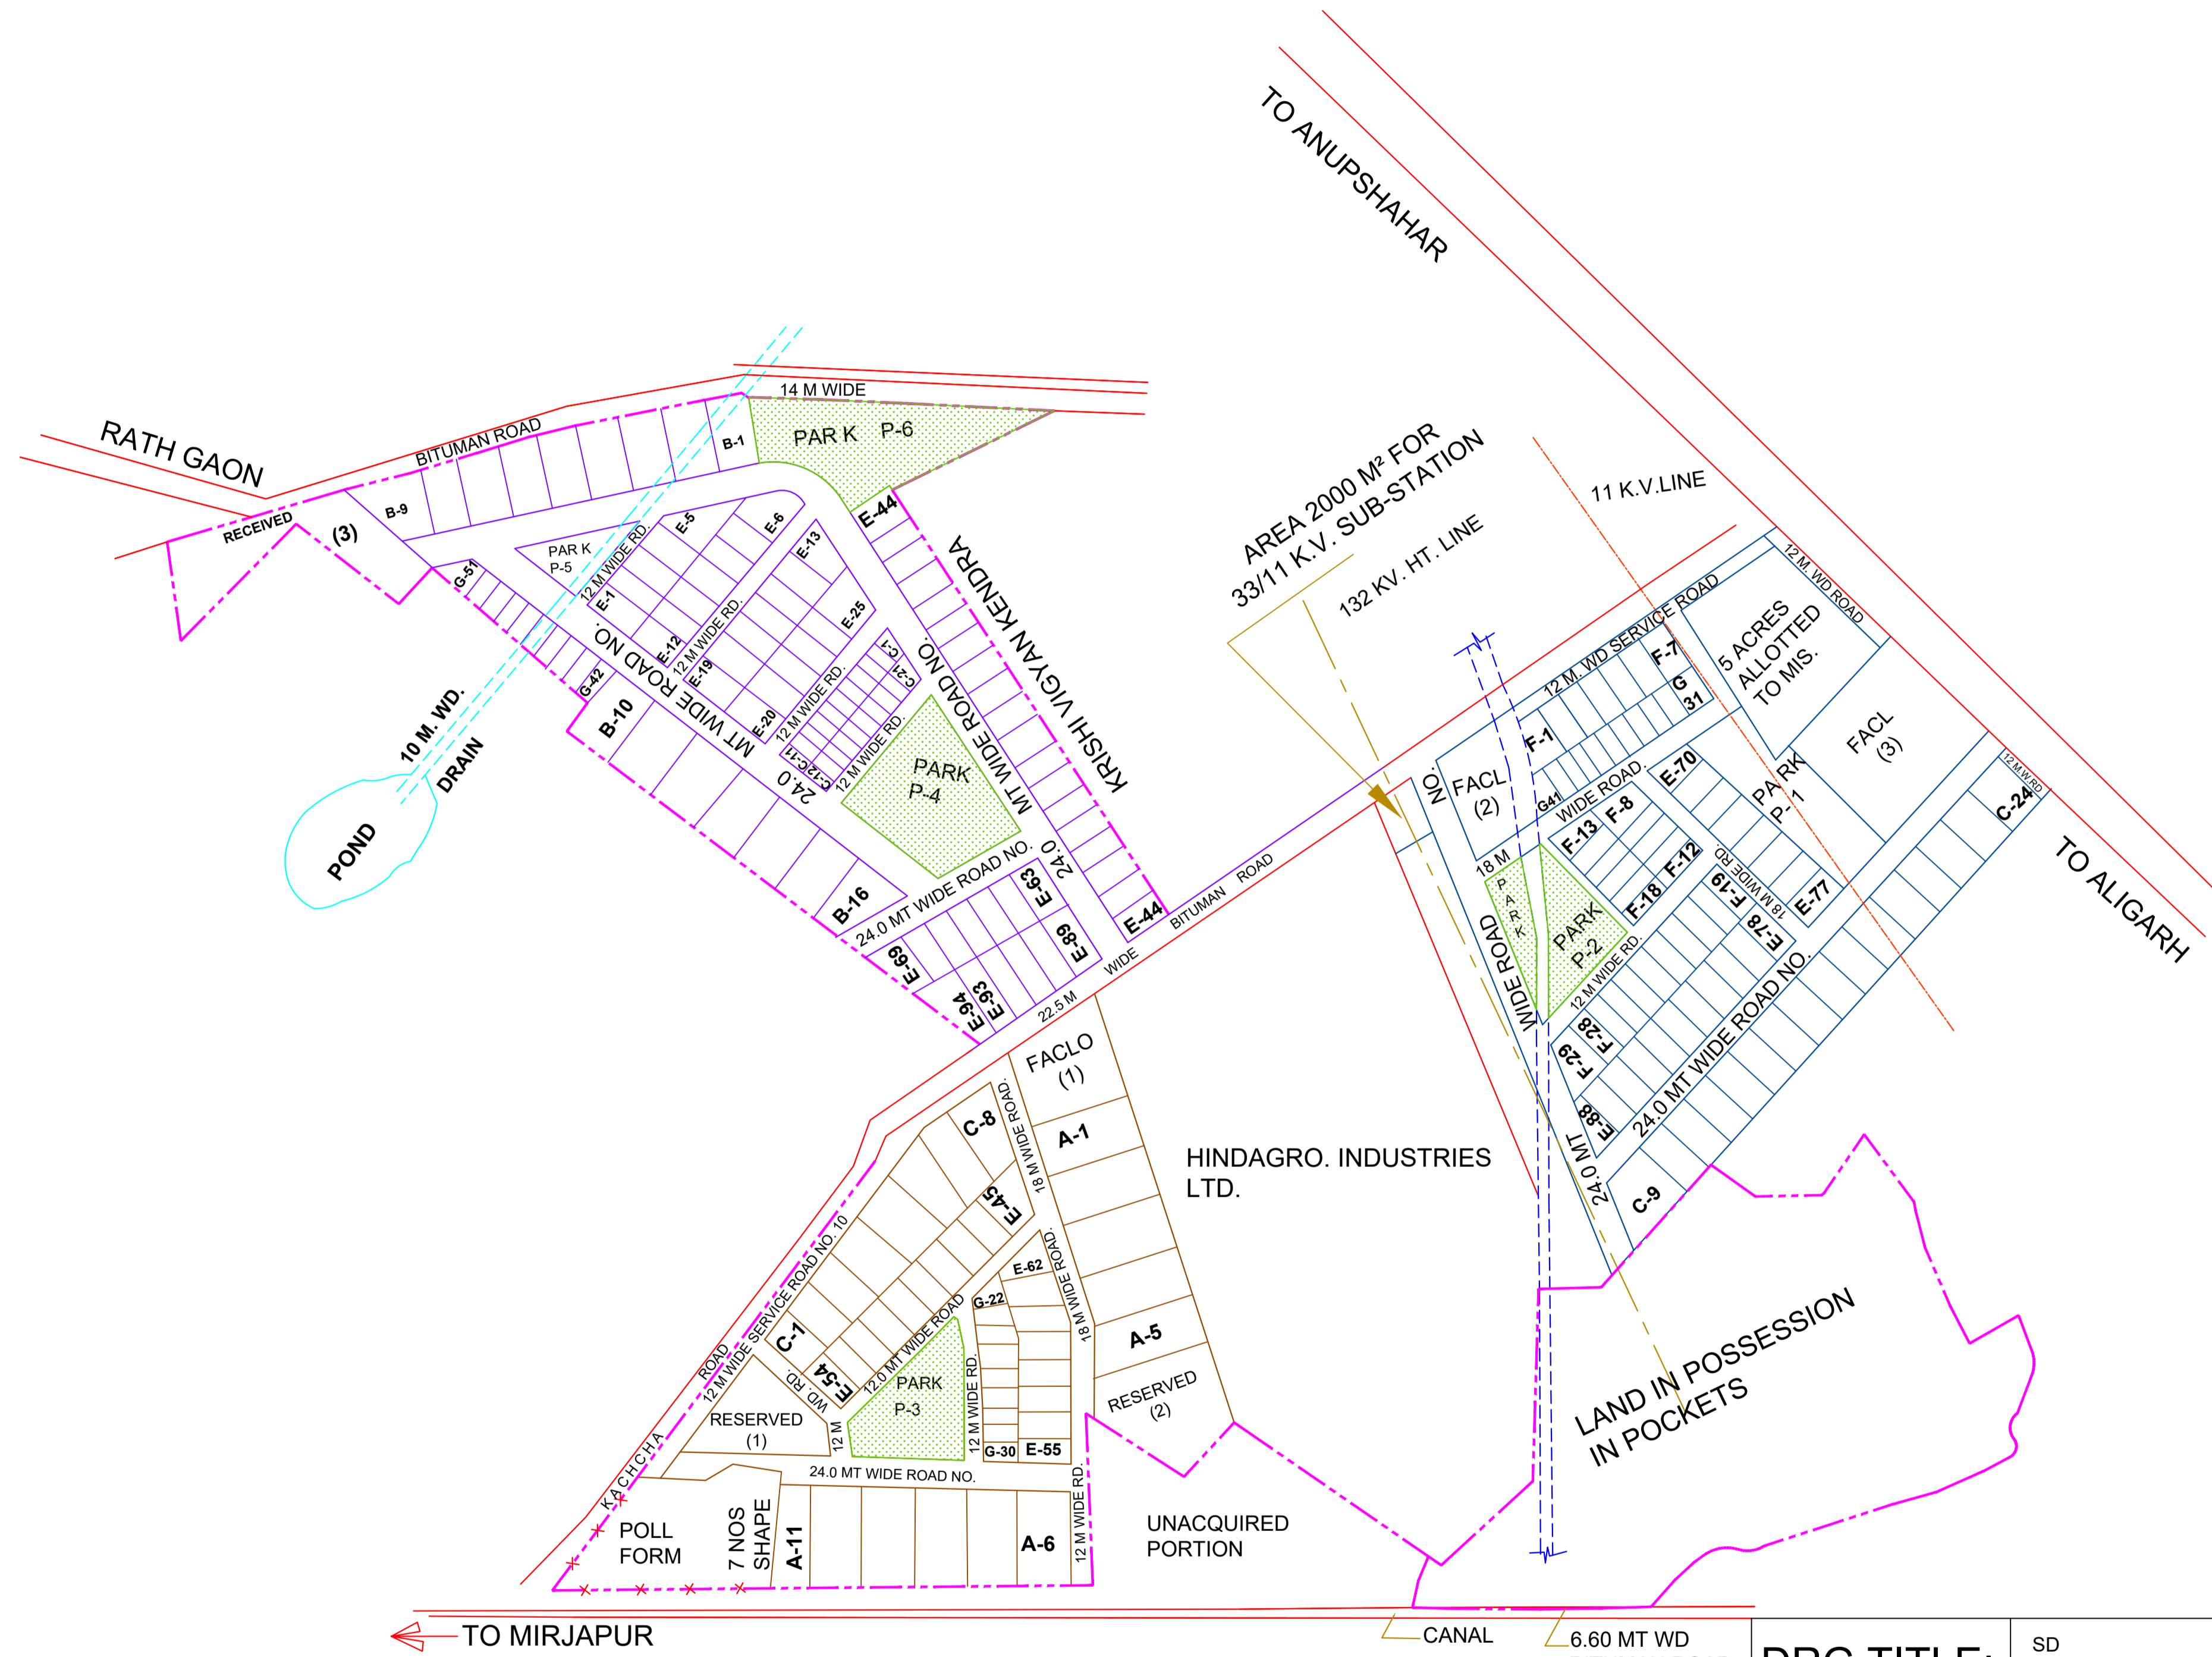 TO ANUPSHAHAR
14 M WIDE
RATH GAON
BITUMAN ROAD
B-1
PAR K P-6
RECEIVED
(3)
B-9
E-44
KRISHI VIGYAN KENDRA
PAR K
P-5
12 M WIDE RD.
E-5
E-6
E-13
G-51
E-1
E-12
12 M WIDE RD.
E-19
E-25
E-20
G-42
B-10
24.0
MT WIDE ROAD NO.
12 M WIDE RD.
C-1
C-21
C-11
C-12
12 M WIDE RD.
PARK
P-4
24.0
MT WIDE ROAD NO.
10 M. WD.
DRAIN
POND
B-16
24.0 MT WIDE ROAD NO.
E-63
E-69
E-89
E-93
E-94
E-44
22.5 M
WIDE
BITUMAN ROAD
AREA 2000 M² FOR
33/11 K.V. SUB-STATION
132 KV. HT. LINE
11 K.V.LINE
12 M. WD SERVICE ROAD
12 M. WD ROAD
5 ACRES
ALLOTTED
TO MIS.
F-7
G
31
F-1
FACL
(2)
G41
FACL
(3)
18 M
WIDE ROAD.
E-70
PA RK
P- 1
12 M.W.RD
C-24
TO ALIGARH
F-8
F-13
F-12
F-18
18 M WIDE RD.
F-19
E-77
E-78
P
A
R
K
PARK
P-2
12 M WIDE RD.
F-28
F-29
E-88
24.0 MT WIDE ROAD NO.
24.0 MT
WIDE ROAD
NO.
C-9
FACLO
(1)
A-1
HINDAGRO. INDUSTRIES
LTD.
C-8
18 M WIDE ROAD.
E-45
12 M WIDE SERVICE ROAD NO. 10
E-62
18 M WIDE ROAD.
G-22
C-1
E-54
12.0 MT WIDE ROAD
PARK
P-3
12 M WIDE RD.
A-5
RESERVED
(2)
12 M
WD. RD.
RESERVED
(1)
KACHCHA
ROAD
G-30
E-55
24.0 MT WIDE ROAD NO.
POLL
FORM
7 NOS
SHAPE
A-11
A-6
12 M WIDE RD.
UNACQUIRED
PORTION
LAND IN POSSESSION
IN POCKETS
TO MIRJAPUR
CANAL
6.60 MT WD
DRG TITLE:
SD